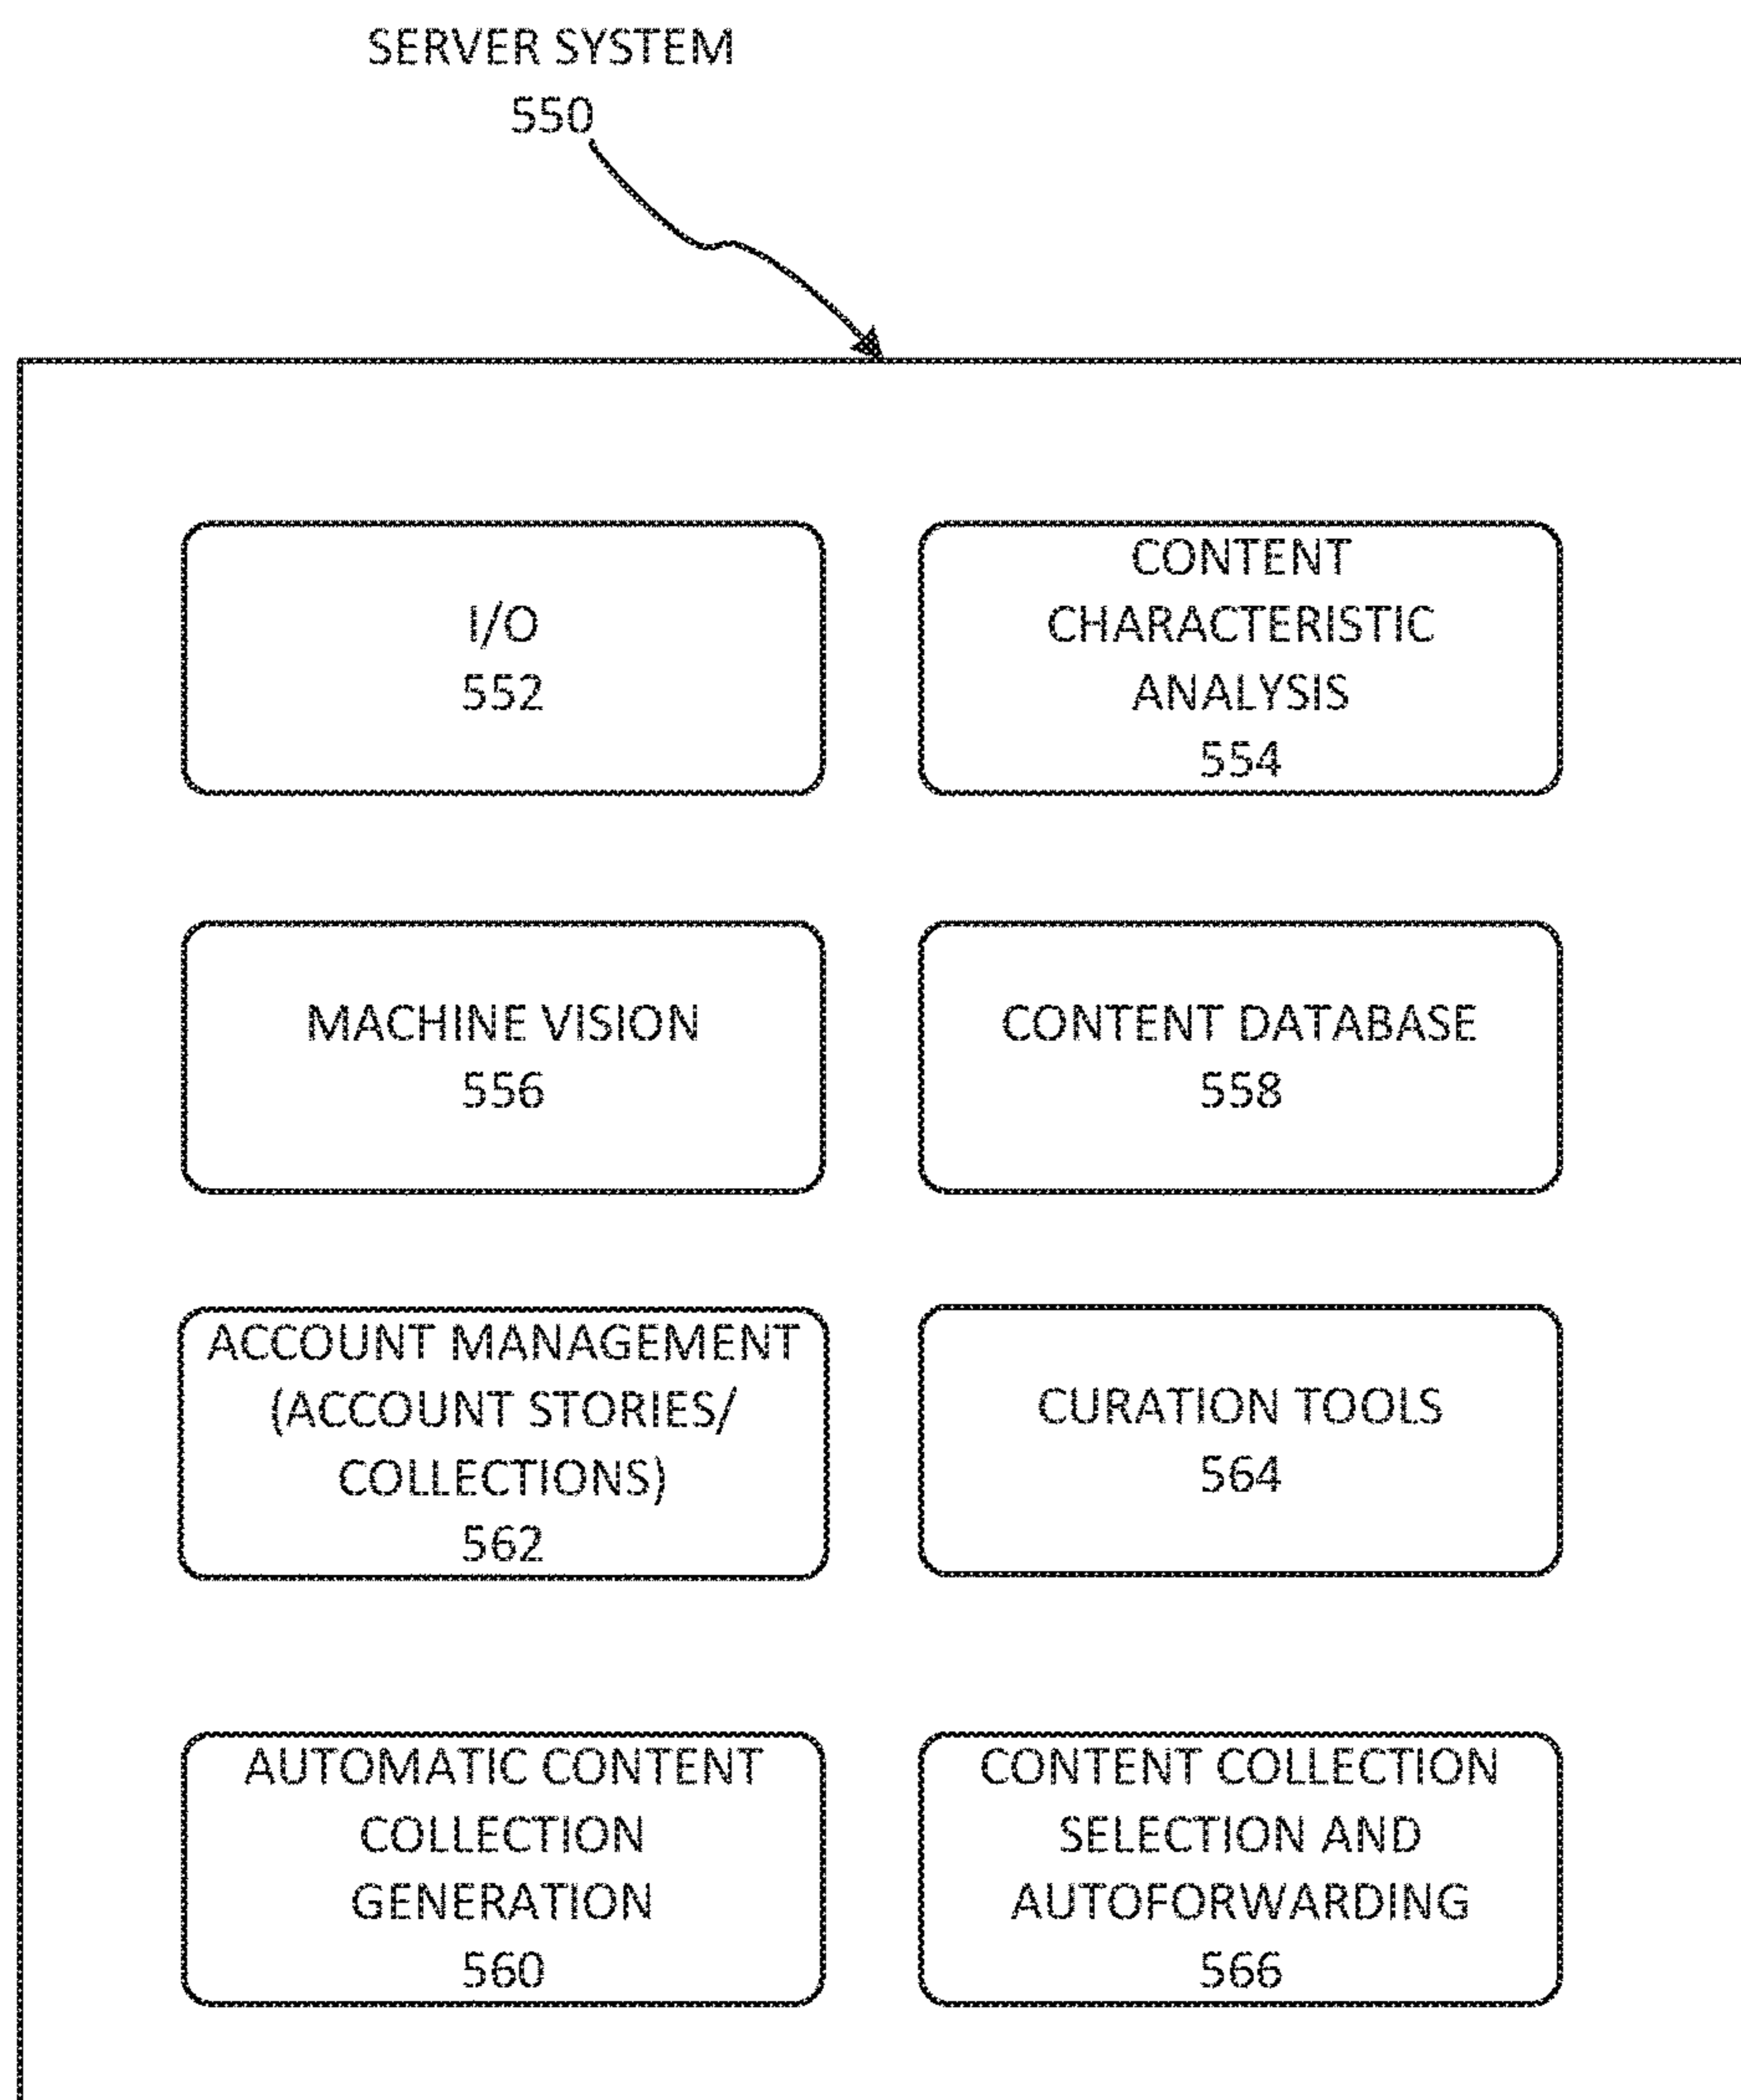 SERVER SYSTEM
550
I/O
552
CONTENT
CHARACTERISTIC
ANALYSIS
554
MACHINE VISION
556
CONTENT DATABASE
558
ACCOUNT MANAGEMENT
(ACCOUNT STORIES/
COLLECTIONS)
562
CURATION TOOLS
564
AUTOMATIC CONTENT
COLLECTION
GENERATION
560
CONTENT COLLECTION
SELECTION AND
AUTOFORWARDING
566